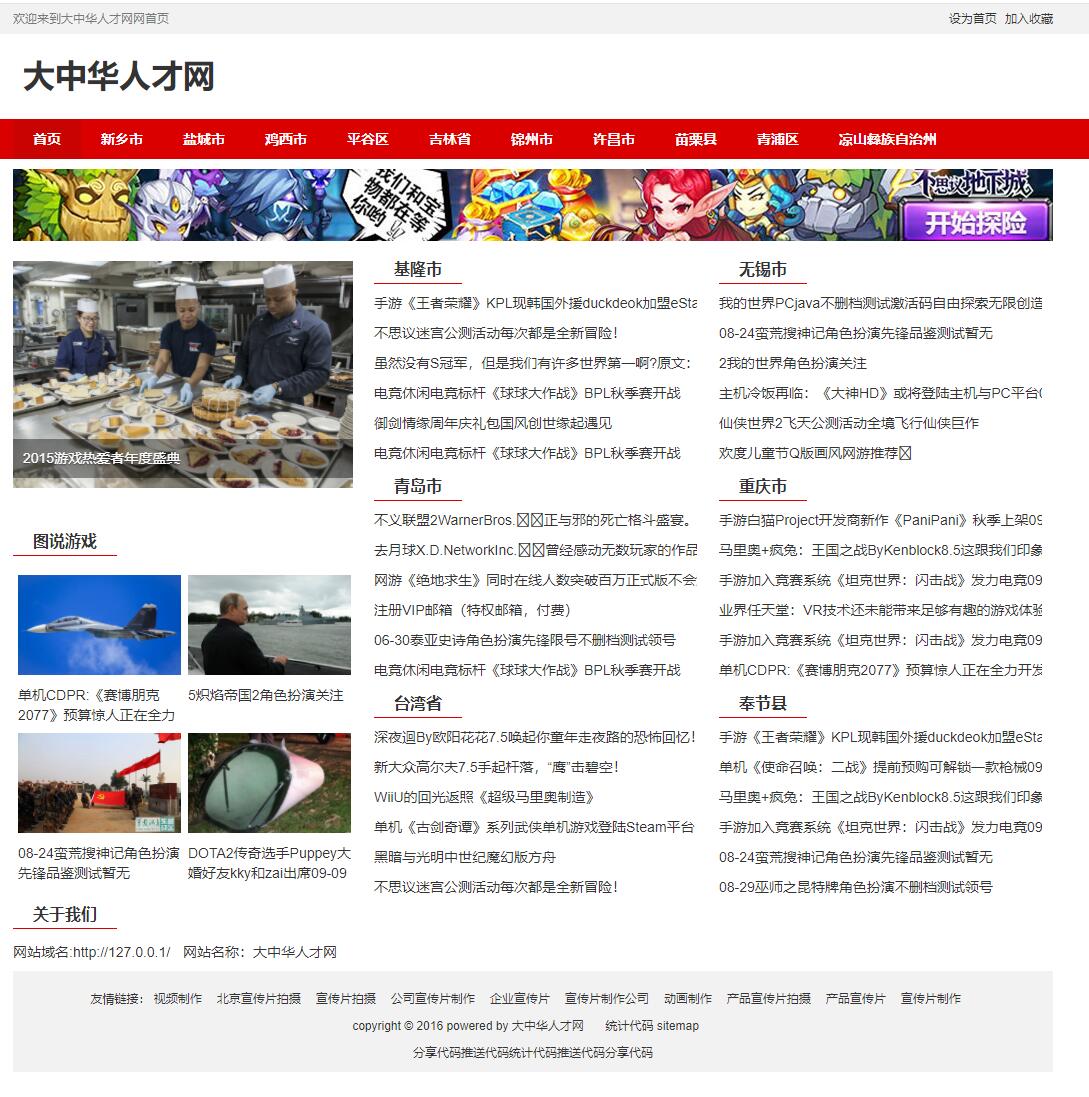 欢迎来到大中华人才网网首页
设为首页 加入收藏
大中华人才网
首页 新乡市 盐城市 鸡西市 平谷区 吉林省 锦州市 许昌市 苗栗县 青浦区 凉山彝族自治州
我们和宝
物都在等
你哟
不思议地下城
开始探险
2015游戏热爱者年度盛典
图说游戏
单机CDPR:《赛博朋克
2077》预算惊人正在全力
5炽焰帝国2角色扮演关注
08-24蛮荒搜神记角色扮演
先锋品鉴测试暂无
DOTA2传奇选手Puppey大
婚好友kky和zai出席09-09
基隆市
手游《王者荣耀》KPL现韩国外援duckdeok加盟eSta
不思议迷宫公测活动每次都是全新冒险！
虽然没有S冠军，但是我们有许多世界第一啊?原文：
电竞休闲电竞标杆《球球大作战》BPL秋季赛开战
御剑情缘周年庆礼包国风创世缘起遇见
电竞休闲电竞标杆《球球大作战》BPL秋季赛开战
无锡市
我的世界PCjava不删档测试激活码自由探索无限创造
08-24蛮荒搜神记角色扮演先锋品鉴测试暂无
2我的世界角色扮演关注
主机冷饭再临：《大神HD》或将登陆主机与PC平台0
仙侠世界2飞天公测活动全境飞行仙侠巨作
欢度儿童节Q版画风网游推荐
青岛市
不义联盟2WarnerBros.正与邪的死亡格斗盛宴。
去月球X.D.NetworkInc.曾经感动无数玩家的作品
网游《绝地求生》同时在线人数突破百万正式版不会
注册VIP邮箱（特权邮箱，付费）
06-30泰亚史诗角色扮演先锋限号不删档测试领号
电竞休闲电竞标杆《球球大作战》BPL秋季赛开战
重庆市
手游白猫Project开发商新作《PaniPani》秋季上架09
马里奥+疯兔：王国之战ByKenblock8.5这跟我们印象
手游加入竞赛系统《坦克世界：闪击战》发力电竞09
业界任天堂：VR技术还未能带来足够有趣的游戏体验
手游加入竞赛系统《坦克世界：闪击战》发力电竞09
单机CDPR:《赛博朋克2077》预算惊人正在全力开发
台湾省
深夜迴By欧阳花花7.5唤起你童年走夜路的恐怖回忆！
新大众高尔夫7.5手起杆落，“鹰”击碧空！
WiiU的回光返照《超级马里奥制造》
单机《古剑奇谭》系列武侠单机游戏登陆Steam平台
黑暗与光明中世纪魔幻版方舟
不思议迷宫公测活动每次都是全新冒险！
奉节县
手游《王者荣耀》KPL现韩国外援duckdeok加盟eSta
单机《使命召唤：二战》提前预购可解锁一款枪械09
马里奥+疯兔：王国之战ByKenblock8.5这跟我们印象
手游加入竞赛系统《坦克世界：闪击战》发力电竞09
08-24蛮荒搜神记角色扮演先锋品鉴测试暂无
08-29巫师之昆特牌角色扮演不删档测试领号
关于我们
网站域名:http://127.0.0.1/ 网站名称：大中华人才网
友情链接： 视频制作 北京宣传片拍摄 宣传片拍摄 公司宣传片制作 企业宣传片 宣传片制作公司 动画制作 产品宣传片拍摄 产品宣传片 宣传片制作
copyright © 2016 powered by 大中华人才网 统计代码 sitemap
分享代码推送代码统计代码推送代码分享代码